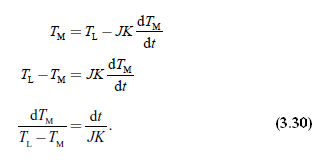 T_M = T_L − JK dT_M/dt
T_L − T_M = JK dT_M/dt
dT_M/(T_L − T_M) = dt/JK. (3.30)